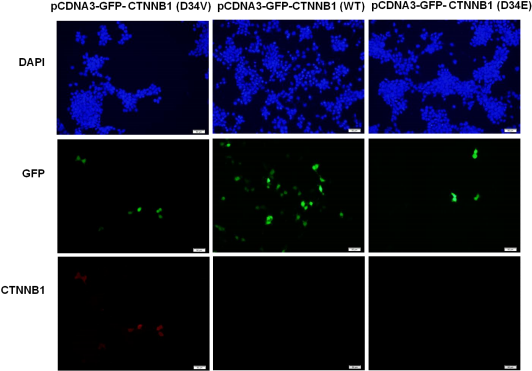 pCDNA3-GFP- CTNNB1 (D34V) pCDNA3-GFP-CTNNB1 (WT) pCDNA3-GFP- CTNNB1 (D34E)
DAPI
GFP
CTNNB1